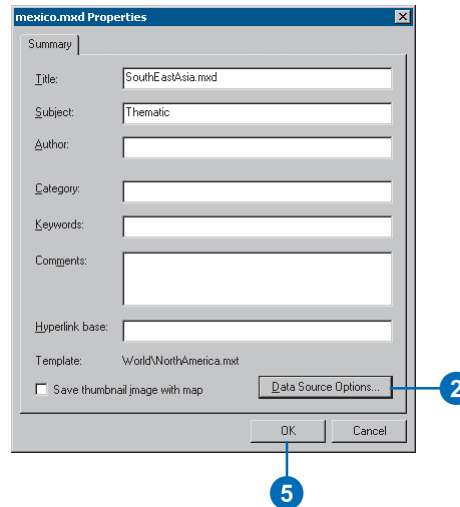 mexico.mxd Properties
Summary
Title: SouthEastAsia.mxd
Subject: Thematic
Author:
Category:
Keywords:
Comments:
Hyperlink base:
Template: World\NorthAmerica.mxt
Save thumbnail image with map
Data Source Options...
2
OK Cancel
5